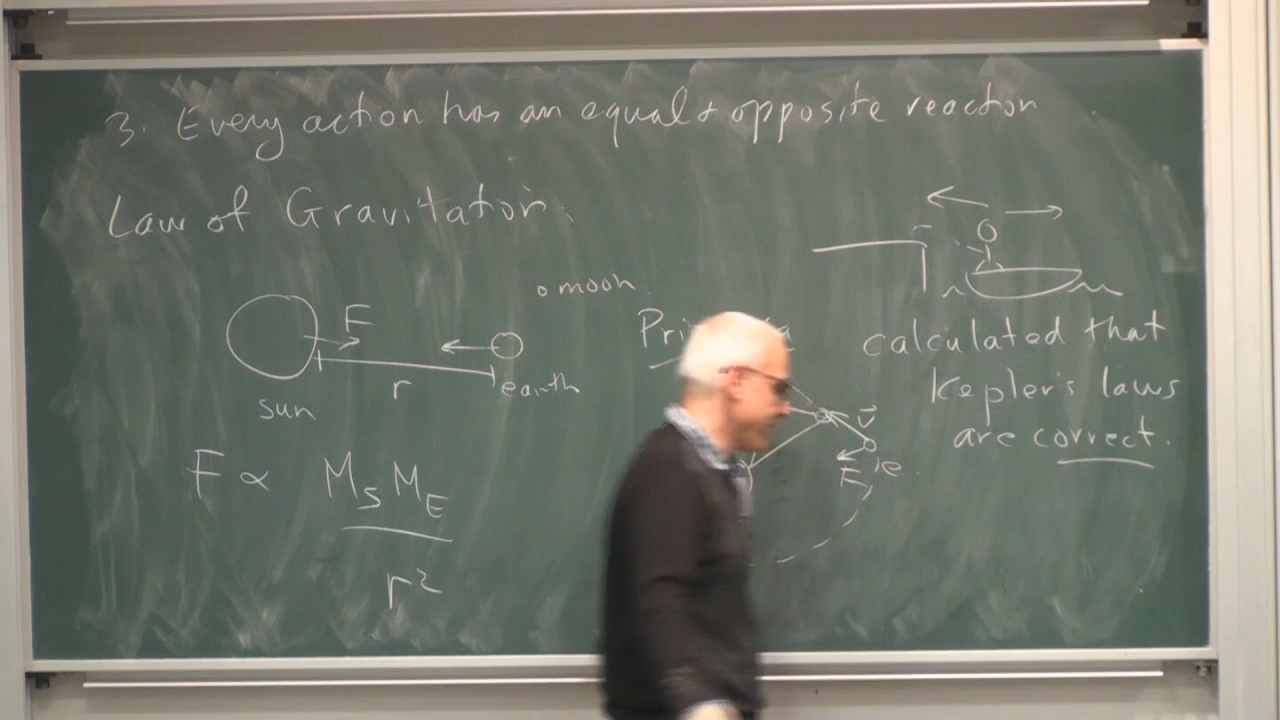 3. Every action has an equal & opposite reaction
Law of Gravitation.
moon
F
r
earth
sun
F ∝ M_S M_E
r²
calculated that
Kepler's laws
are correct.
v⃗
F
e